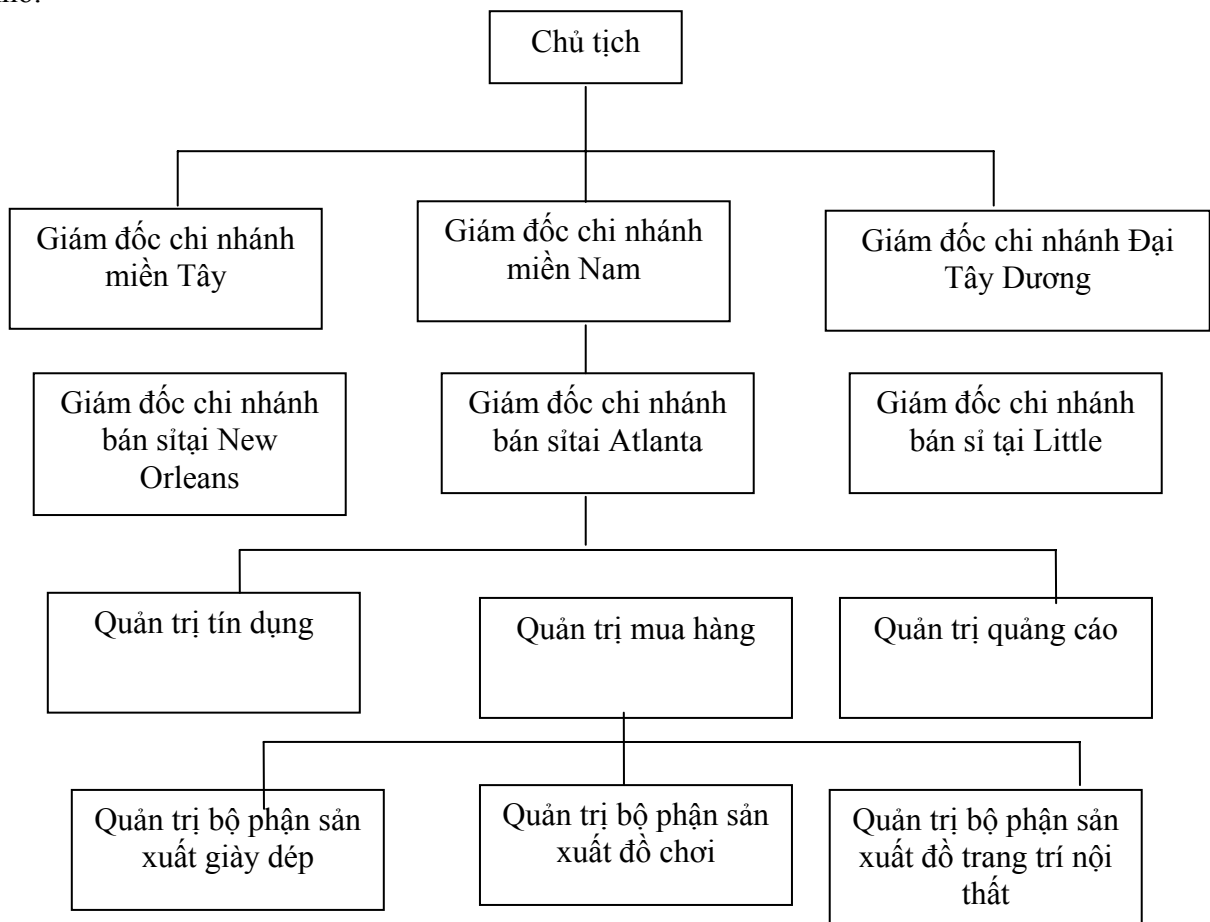 Chủ tịch
Giám đốc chi nhánh
miền Tây
Giám đốc chi nhánh
miền Nam
Giám đốc chi nhánh Đại
Tây Dương
Giám đốc chi nhánh
bán sỉtại New
Orleans
Giám đốc chi nhánh
bán sỉtai Atlanta
Giám đốc chi nhánh
bán sỉ tại Little
Quản trị tín dụng
Quản trị mua hàng
Quản trị quảng cáo
Quản trị bộ phận sản
xuất giày dép
Quản trị bộ phận sản
xuất đồ chơi
Quản trị bộ phận sản
xuất đồ trang trí nội
thất